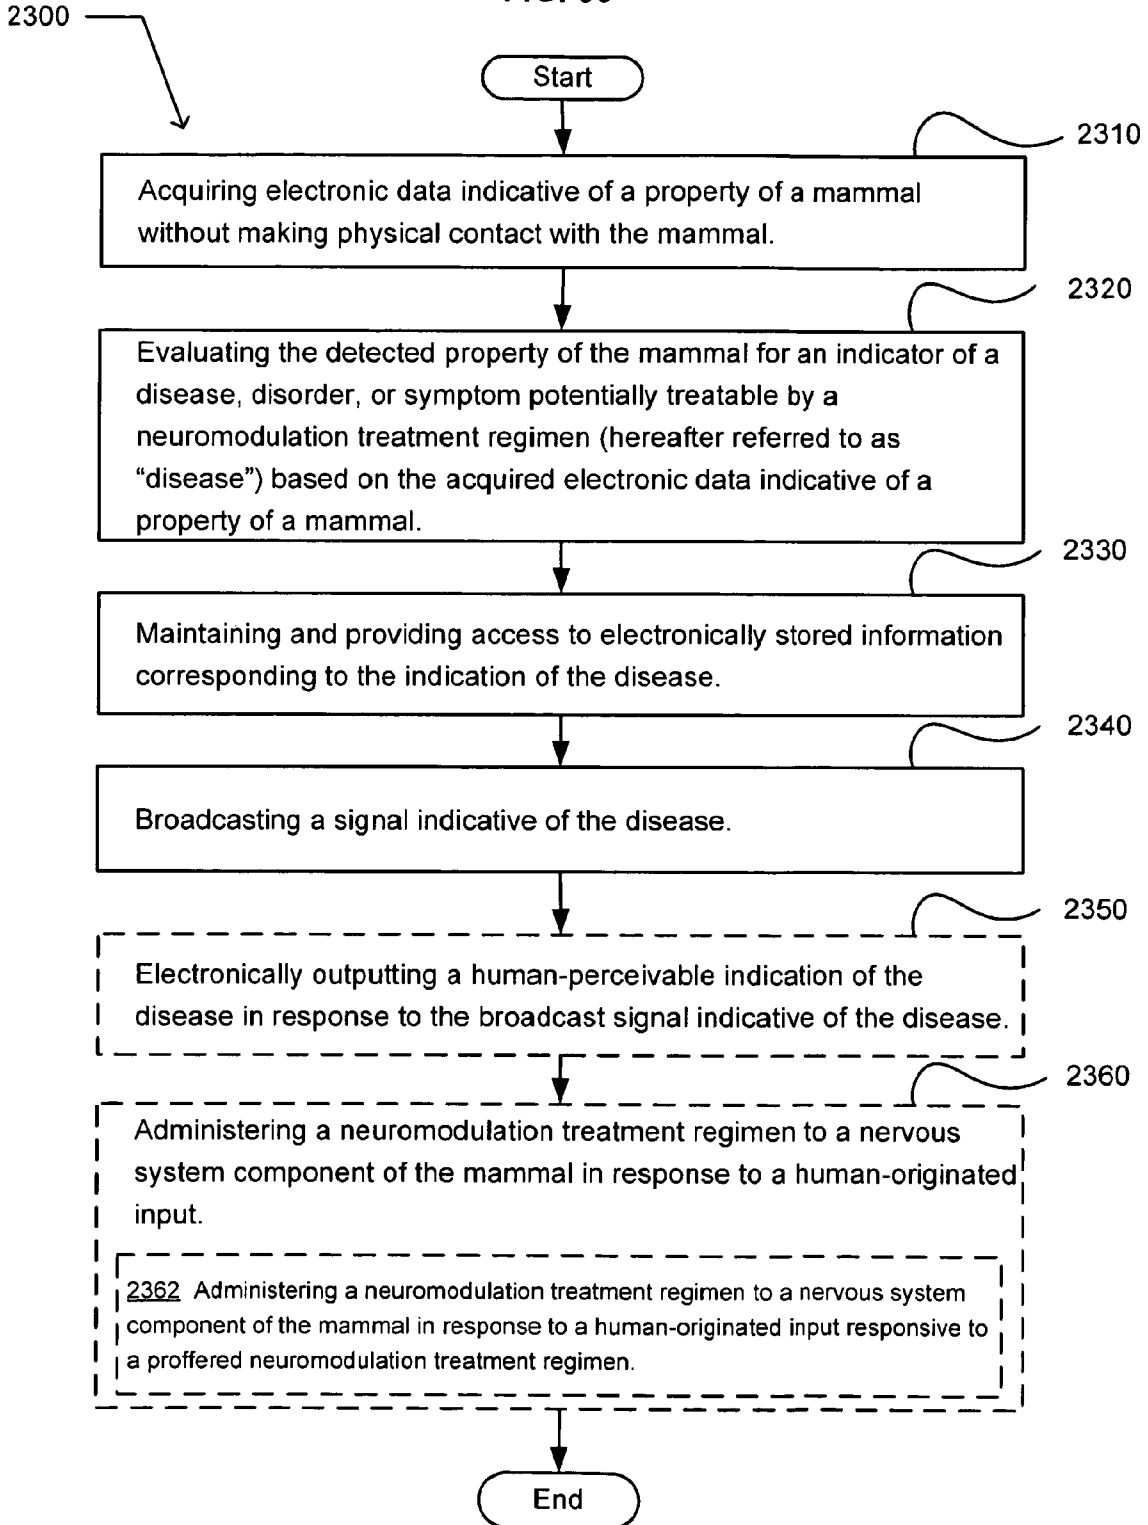 2300
Start
2310
Acquiring electronic data indicative of a property of a mammal
without making physical contact with the mammal.
2320
Evaluating the detected property of the mammal for an indicator of a
disease, disorder, or symptom potentially treatable by a
neuromodulation treatment regimen (hereafter referred to as
“disease”) based on the acquired electronic data indicative of a
property of a mammal.
2330
Maintaining and providing access to electronically stored information
corresponding to the indication of the disease.
2340
Broadcasting a signal indicative of the disease.
2350
Electronically outputting a human-perceivable indication of the
disease in response to the broadcast signal indicative of the disease.
2360
Administering a neuromodulation treatment regimen to a nervous
system component of the mammal in response to a human-originated
input.
2362 Administering a neuromodulation treatment regimen to a nervous system
component of the mammal in response to a human-originated input responsive to
a proffered neuromodulation treatment regimen.
End